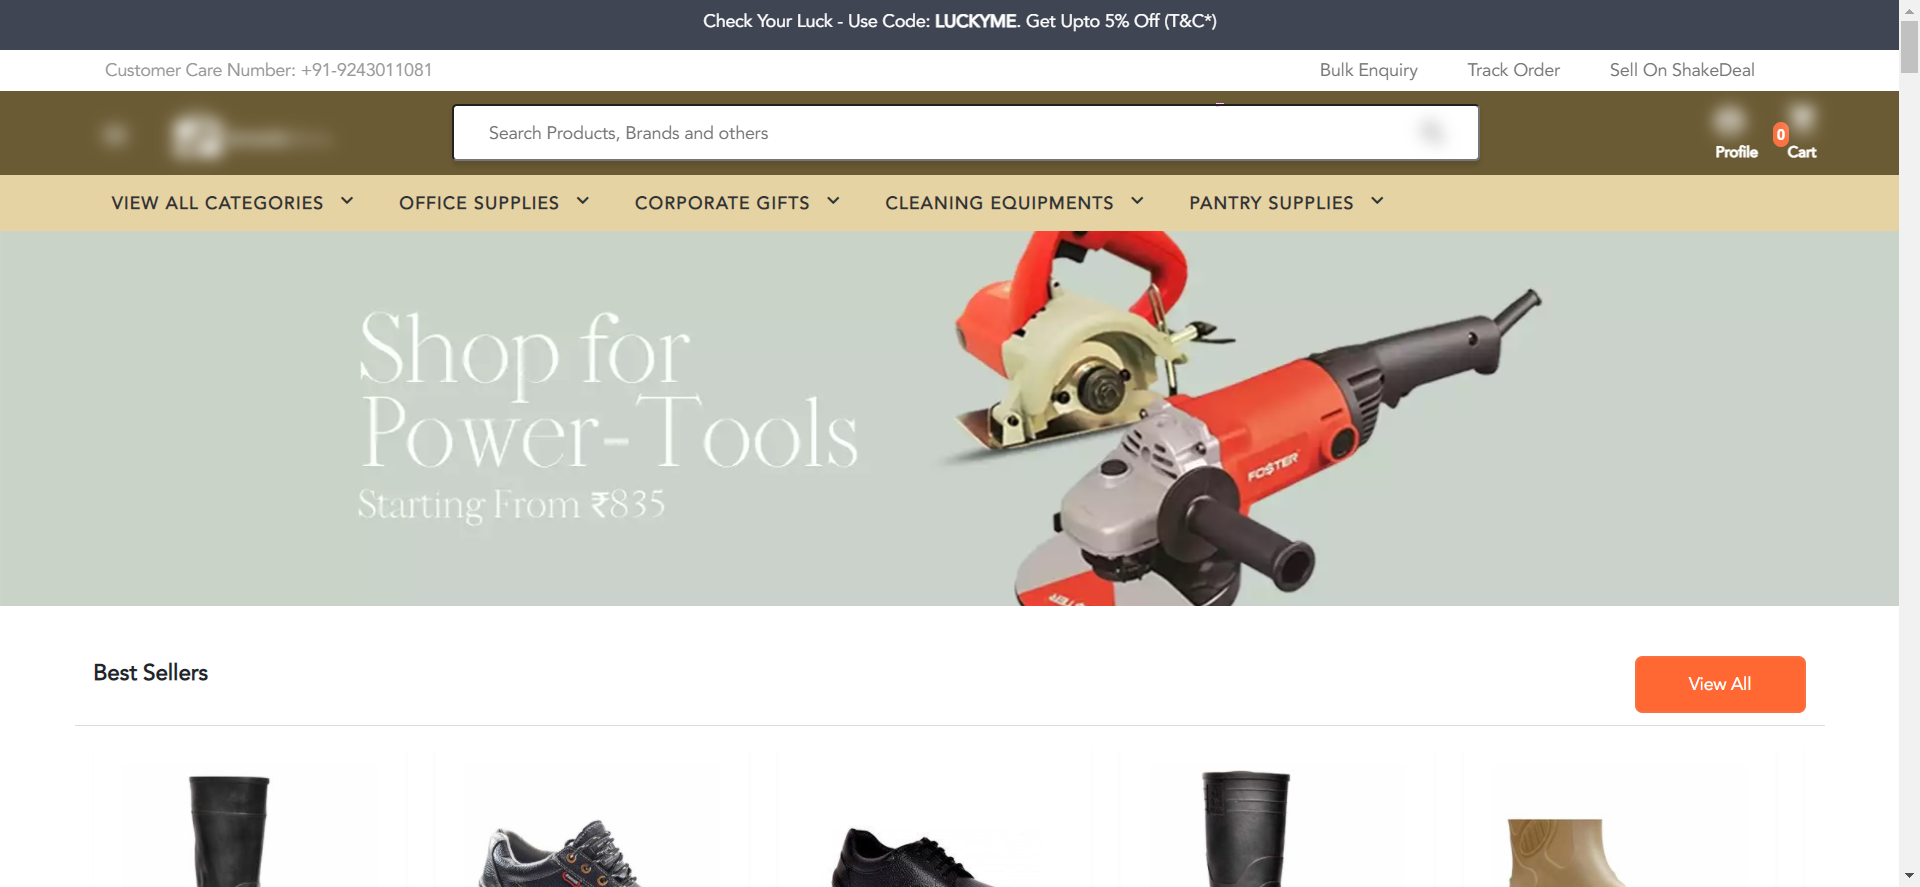 Check Your Luck - Use Code: LUCKYME. Get Upto 5% Off (T&C*)
Customer Care Number: +91-9243011081
Bulk Enquiry
Track Order
Sell On ShakeDeal
Search Products, Brands and others
Profile
0
Cart
VIEW ALL CATEGORIES
OFFICE SUPPLIES
CORPORATE GIFTS
CLEANING EQUIPMENTS
PANTRY SUPPLIES
Shop for
Power-Tools
Starting From ₹835
FOSTER
Best Sellers
View All